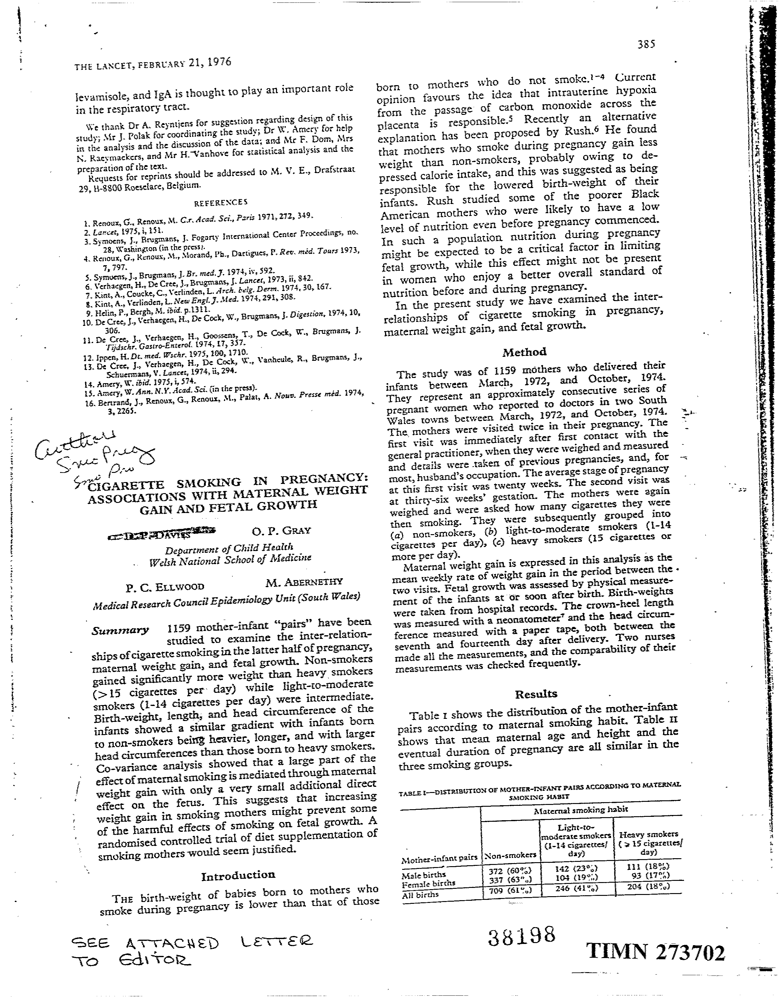 385
THE LANCET, FEBRUARY 21, 1976
levamisole, and IgA is thought to play an important role
in the respiratory tract.
We thank Dr A. Reyntjens for suggestion regarding design of this
study; Mr J. Polak for coordinating the study; Dr W. Amery for help
in the analysis and the discussion of the data; and Mr F. Dom, Mrs
N. Raeymaekers, and Mr H. Vanhove for statistical analysis and the
preparation of the text.
Requests for reprints should be addressed to M. V. E., Drafstraat
29, B-8800 Roeselare, Belgium.
REFERENCES
1. Renoux, G., Renoux, M. C.r. Acad. Sci., Paris 1971, 272, 349.
2. Lancet, 1975, i, 151.
3. Symoens, J., Brugmans, J. Fogarty International Center Proceedings, no.
28, Washington (in the press).
4. Renoux, G., Renoux, M., Morand, Ph., Dartigues, P. Rev. méd. Tours 1973,
7, 797.
5. Symoens, J., Brugmans, J. Br. med. J. 1974, iv, 592.
6. Verhaegen, H., De Cree, J., Brugmans, J. Lancet, 1973, ii, 842.
7. Kint, A., Coucke, C., Verlinden, L. Arch. belg. Derm. 1974, 30, 167.
8. Kint, A., Verlinden, L. New Engl. J. Med. 1974, 291, 308.
9. Helin, P., Bergh, M. ibid. p.1311.
10. De Cree, J., Verhaegen, H., De Cock, W., Brugmans, J. Digestion, 1974, 10,
306.
11. De Cree, J., Verhaegen, H., Goossens, T., De Cock, W., Brugmans, J.
Tijdschr. Gastro-Enterol. 1974, 17, 357.
12. Ippen, H. Dt. med. Wschr. 1975, 100, 1710.
13. De Cree, J., Verhaegen, H., De Cock, W., Vanheule, R., Brugmans, J.,
Schuermans, V. Lancet, 1974, ii, 294.
14. Amery, W. ibid. 1975, i, 574.
15. Amery, W. Ann. N.Y. Acad. Sci. (in the press).
16. Bertrand, J., Renoux, G., Renoux, M., Palat, A. Nouv. Presse méd. 1974,
3, 2265.
Authors
CIGARETTE SMOKING IN PREGNANCY:
ASSOCIATIONS WITH MATERNAL WEIGHT
GAIN AND FETAL GROWTH
D. P. DAVIES O. P. GRAY
Department of Child Health
Welsh National School of Medicine
P. C. ELLWOOD M. ABERNETHY
Medical Research Council Epidemiology Unit (South Wales)
Summary 1159 mother-infant "pairs" have been
studied to examine the inter-relation-
ships of cigarette smoking in the latter half of pregnancy,
maternal weight gain, and fetal growth. Non-smokers
gained significantly more weight than heavy smokers
(>15 cigarettes per day) while light-to-moderate
smokers (1-14 cigarettes per day) were intermediate.
Birth-weight, length, and head circumference of the
infants showed a similar gradient with infants born
to non-smokers being heavier, longer, and with larger
head circumferences than those born to heavy smokers.
Co-variance analysis showed that a large part of the
effect of maternal smoking is mediated through maternal
weight gain with only a very small additional direct
effect on the fetus. This suggests that increasing
weight gain in smoking mothers might prevent some
of the harmful effects of smoking on fetal growth. A
randomised controlled trial of diet supplementation of
smoking mothers would seem justified.
Introduction
THE birth-weight of babies born to mothers who
smoke during pregnancy is lower than that of those
born to mothers who do not smoke.1-4 Current
opinion favours the idea that intrauterine hypoxia
from the passage of carbon monoxide across the
placenta is responsible.5 Recently an alternative
explanation has been proposed by Rush.6 He found
that mothers who smoke during pregnancy gain less
weight than non-smokers, probably owing to de-
pressed calorie intake, and this was suggested as being
responsible for the lowered birth-weight of their
infants. Rush studied some of the poorer Black
American mothers who were likely to have a low
level of nutrition even before pregnancy commenced.
In such a population nutrition during pregnancy
might be expected to be a critical factor in limiting
fetal growth, while this effect might not be present
in women who enjoy a better overall standard of
nutrition before and during pregnancy.
In the present study we have examined the inter-
relationships of cigarette smoking in pregnancy,
maternal weight gain, and fetal growth.
Method
The study was of 1159 mothers who delivered their
infants between March, 1972, and October, 1974.
They represent an approximately consecutive series of
pregnant women who reported to doctors in two South
Wales towns between March, 1972, and October, 1974.
The mothers were visited twice in their pregnancy. The
first visit was immediately after first contact with the
general practitioner, when they were weighed and measured
and details were taken of previous pregnancies, and, for
most, husband's occupation. The average stage of pregnancy
at this first visit was twenty weeks. The second visit was
at thirty-six weeks' gestation. The mothers were again
weighed and were asked how many cigarettes they were
then smoking. They were subsequently grouped into
(a) non-smokers, (b) light-to-moderate smokers (1-14
cigarettes per day), (c) heavy smokers (15 cigarettes or
more per day).
Maternal weight gain is expressed in this analysis as the
mean weekly rate of weight gain in the period between the
two visits. Fetal growth was assessed by physical measure-
ment of the infants at or soon after birth. Birth-weights
were taken from hospital records. The crown-heel length
was measured with a neonatometer7 and the head circum-
ference measured with a paper tape, both between the
seventh and fourteenth day after delivery. Two nurses
made all the measurements, and the comparability of their
measurements was checked frequently.
Results
Table I shows the distribution of the mother-infant
pairs according to maternal smoking habit. Table II
shows that mean maternal age and height and the
eventual duration of pregnancy are all similar in the
three smoking groups.
TABLE I—DISTRIBUTION OF MOTHER-INFANT PAIRS ACCORDING TO MATERNAL
SMOKING HABIT
Maternal smoking habit
Mother-infant pairs Non-smokers Light-to-moderate smokers (1-14 cigarettes/day) Heavy smokers (≥ 15 cigarettes/day)
Male births 372 (60%) 142 (23%) 111 (18%)
Female births 337 (63%) 104 (19%) 93 (17%)
All births 709 (61%) 246 (41%) 204 (18%)
SEE ATTACHED LETTER
TO EDITOR
38198
TIMN 273702